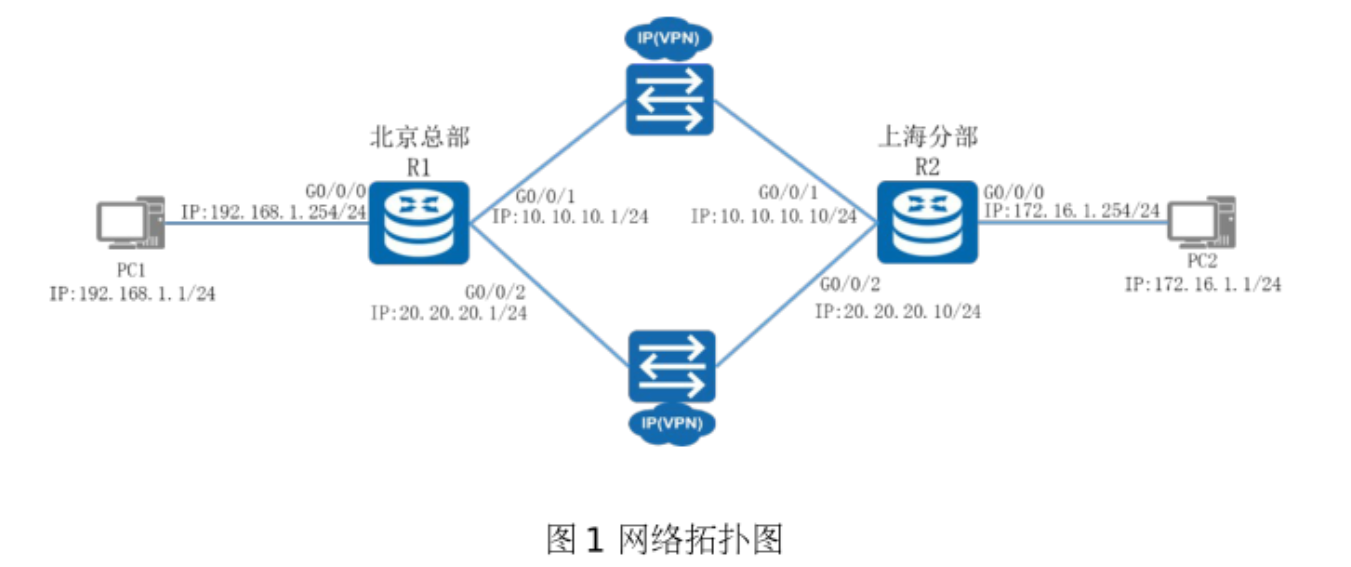 IP(VPN)
北京总部
R1
上海分部
R2
G0/0/0
IP:192.168.1.254/24
G0/0/1
IP:10.10.10.1/24
G0/0/1
IP:10.10.10.10/24
G0/0/0
IP:172.16.1.254/24
PC1
IP:192.168.1.1/24
G0/0/2
IP:20.20.20.1/24
G0/0/2
IP:20.20.20.10/24
PC2
IP:172.16.1.1/24
IP(VPN)
图 1 网络拓扑图